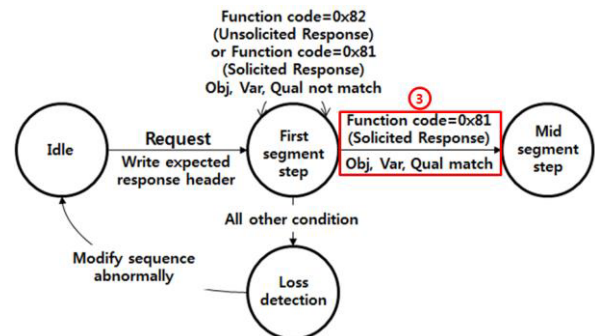 Function code=0x82
(Unsolicited Response)
or Function code=0x81
(Solicited Response)
Obj, Var, Qual not match
3
Function code=0x81
(Solicited Response)
Obj, Var, Qual match
Idle
Request
Write expected
response header
First
segment
step
Mid
segment
step
All other condition
Modify sequence
abnormally
Loss
detection